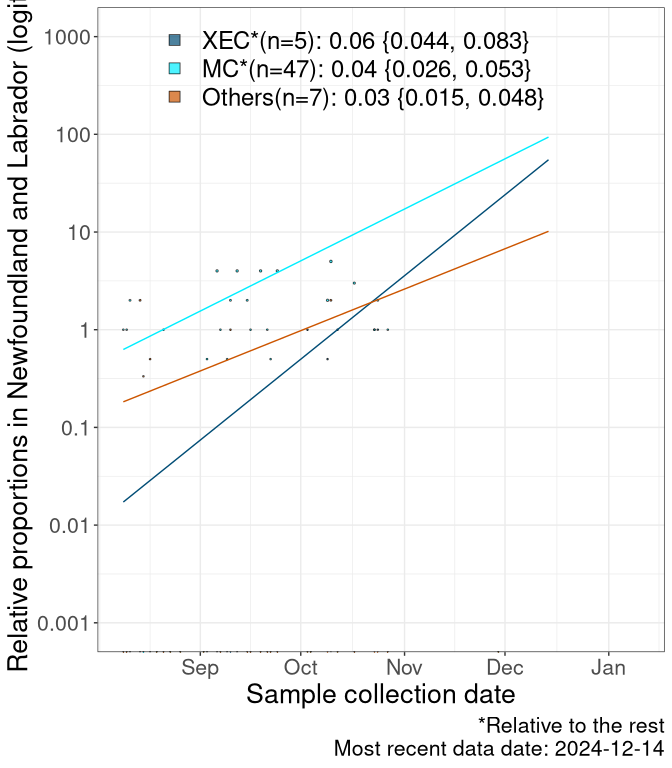 XEC*(n=5): 0.06 {0.044, 0.083}
MC*(n=47): 0.04 {0.026, 0.053}
Others(n=7): 0.03 {0.015, 0.048}
Relative proportions in Newfoundland and Labrador (logit
1000
100
10
1
0.1
0.01
0.001
Sep Oct Nov Dec Jan
Sample collection date
*Relative to the rest
Most recent data date: 2024-12-14